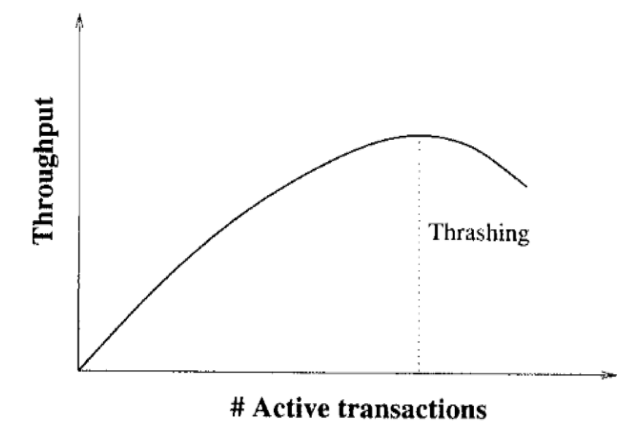 Throughput
Thrashing
# Active transactions